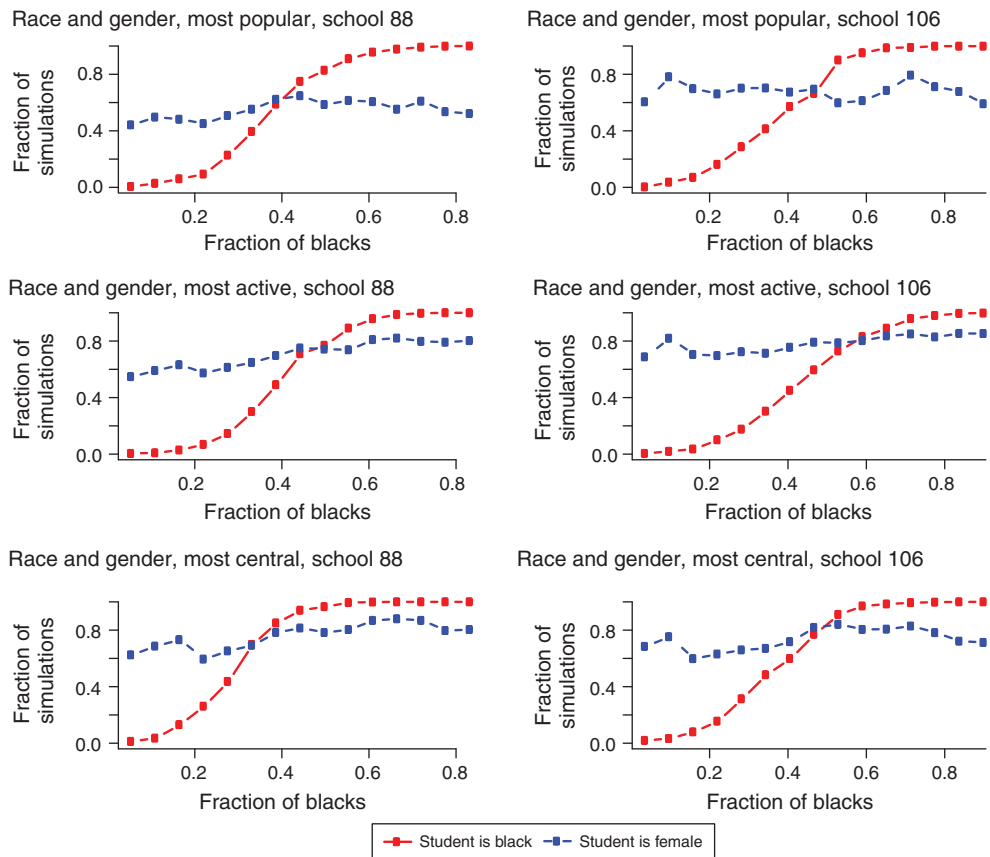 Race and gender, most popular, school 88
Fraction of
simulations
0.8
0.4
0.0
0.2 0.4 0.6 0.8
Fraction of blacks
Race and gender, most popular, school 106
Fraction of
simulations
0.8
0.4
0.0
0.2 0.4 0.6 0.8
Fraction of blacks
Race and gender, most active, school 88
Fraction of
simulations
0.8
0.4
0.0
0.2 0.4 0.6 0.8
Fraction of blacks
Race and gender, most active, school 106
Fraction of
simulations
0.8
0.4
0.0
0.2 0.4 0.6 0.8
Fraction of blacks
Race and gender, most central, school 88
Fraction of
simulations
0.8
0.4
0.0
0.2 0.4 0.6 0.8
Fraction of blacks
Race and gender, most central, school 106
Fraction of
simulations
0.8
0.4
0.0
0.2 0.4 0.6 0.8
Fraction of blacks
Student is black Student is female